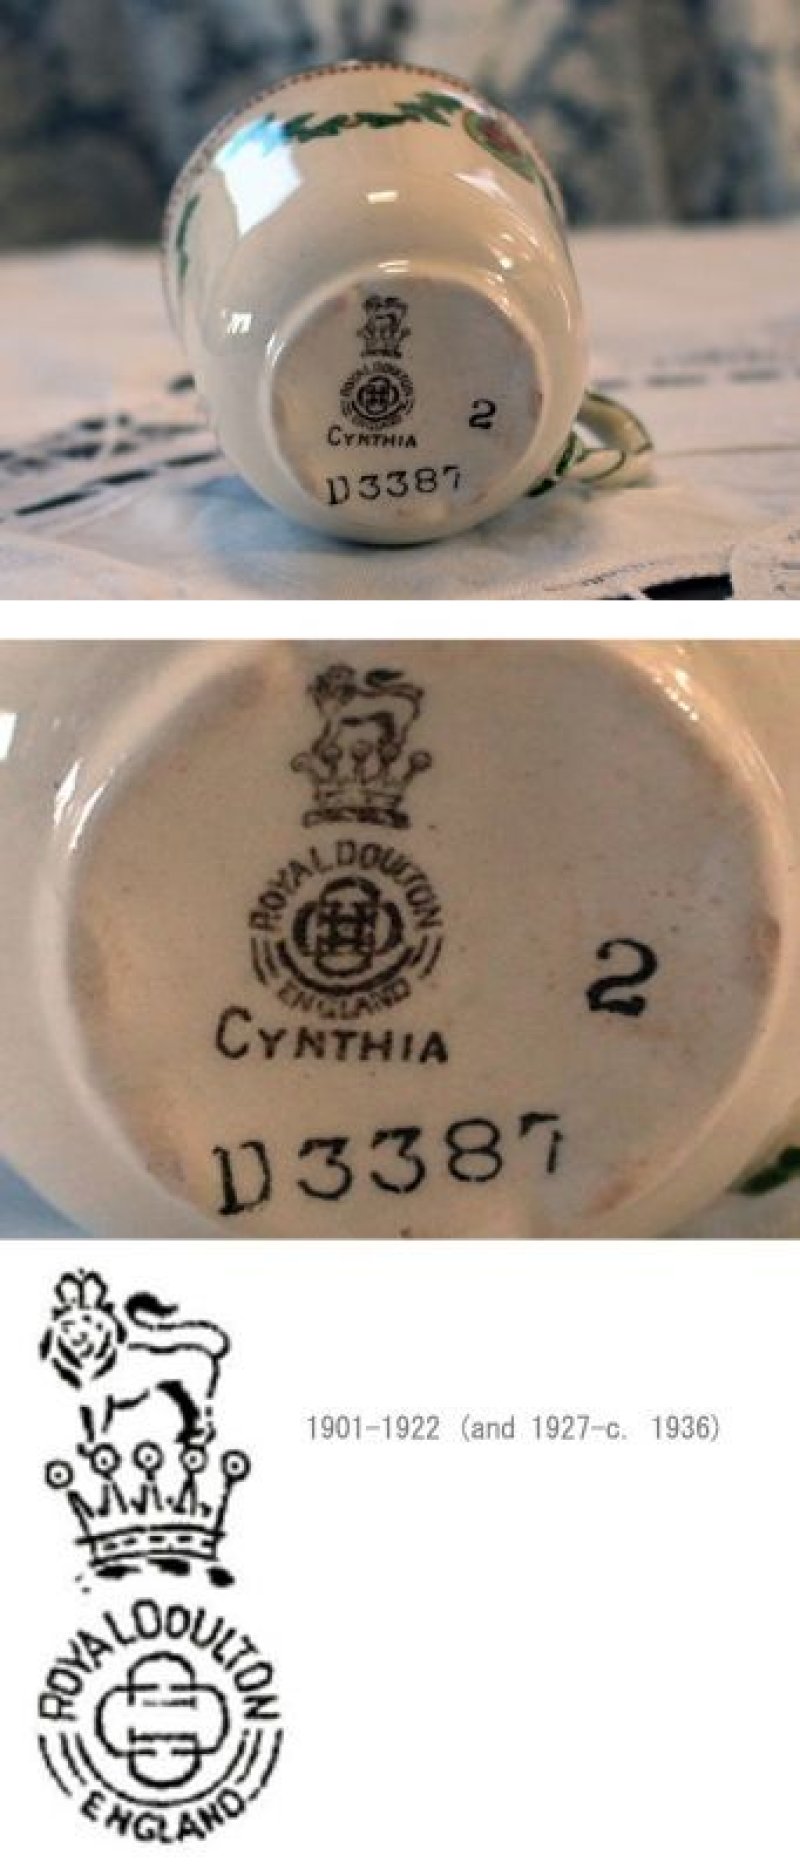 ROYAL DOULTON
ENGLAND
CYNTHIA
2
D3387
ROYAL DOULTON
ENGLAND
CYNTHIA
2
D3387
1901-1922 (and 1927-c. 1936)
ROYAL DOULTON
ENGLAND